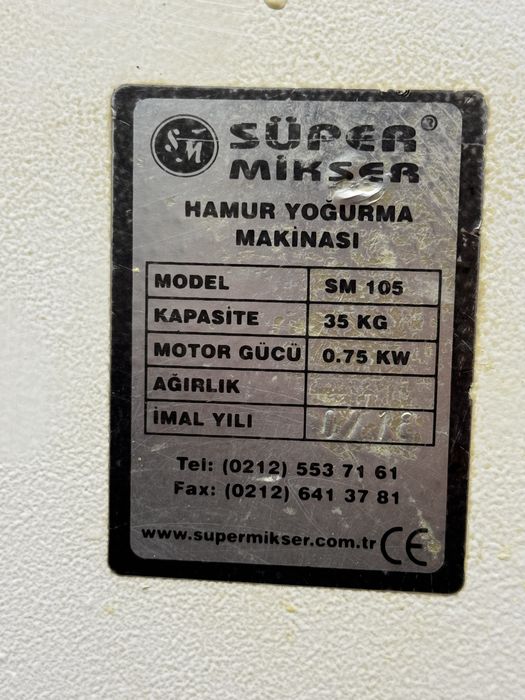 SÜPER ®
MİKSER
HAMUR YOĞURMA
MAKİNASI
MODEL SM 105
KAPASİTE 35 KG
MOTOR GÜCÜ 0.75 KW
AĞIRLIK
İMAL YILI
Tel: (0212) 553 71 61
Fax: (0212) 641 37 81
www.supermikser.com.tr CE